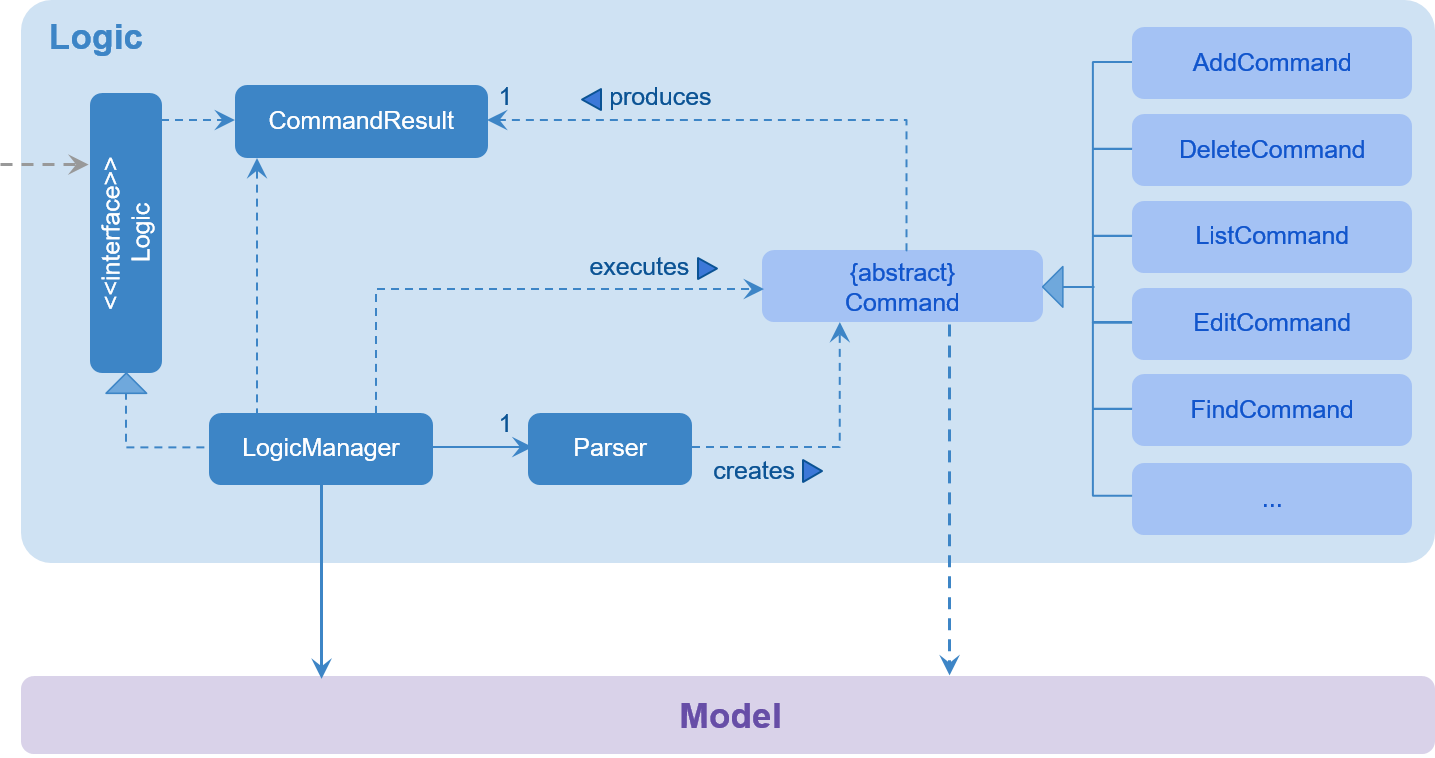 Logic
CommandResult
1
produces
<<interface>>
Logic
executes
{abstract}
Command
LogicManager
1
Parser
creates
AddCommand
DeleteCommand
ListCommand
EditCommand
FindCommand
...
Model